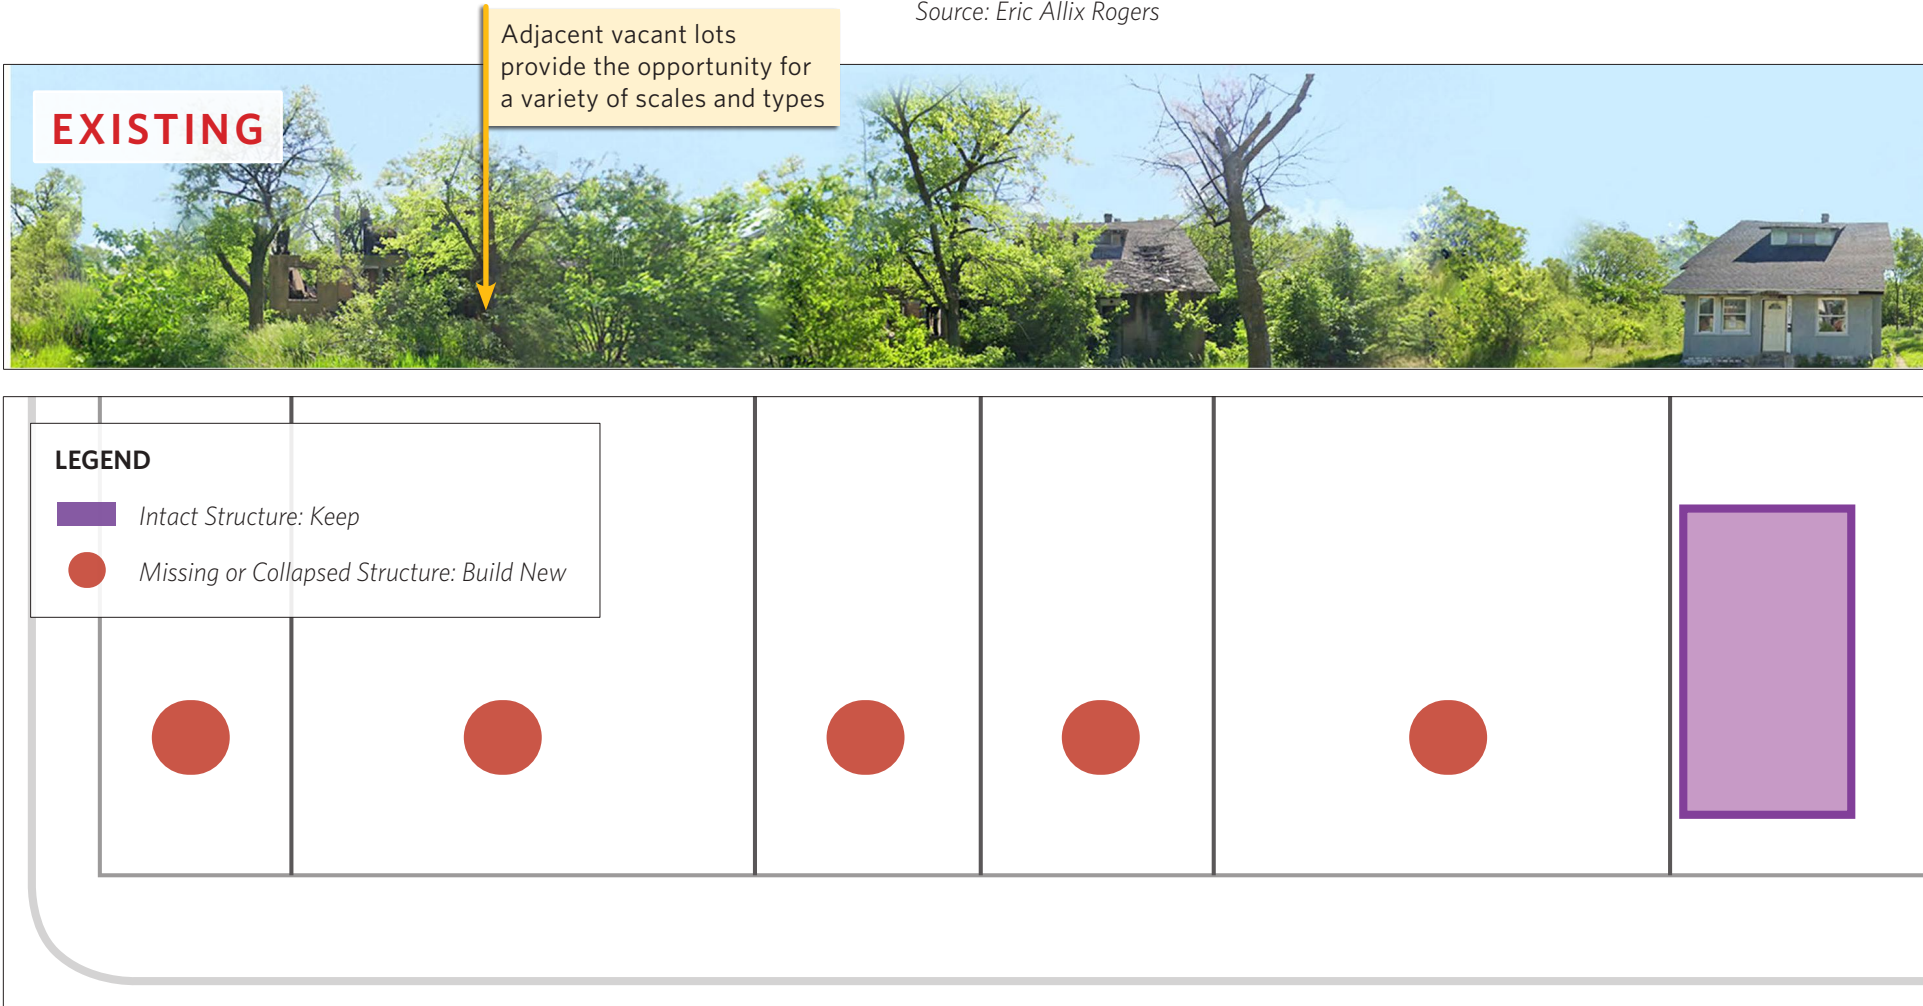 Source: Eric Allix Rogers
Adjacent vacant lots
provide the opportunity for
a variety of scales and types
EXISTING
LEGEND
Intact Structure: Keep
Missing or Collapsed Structure: Build New